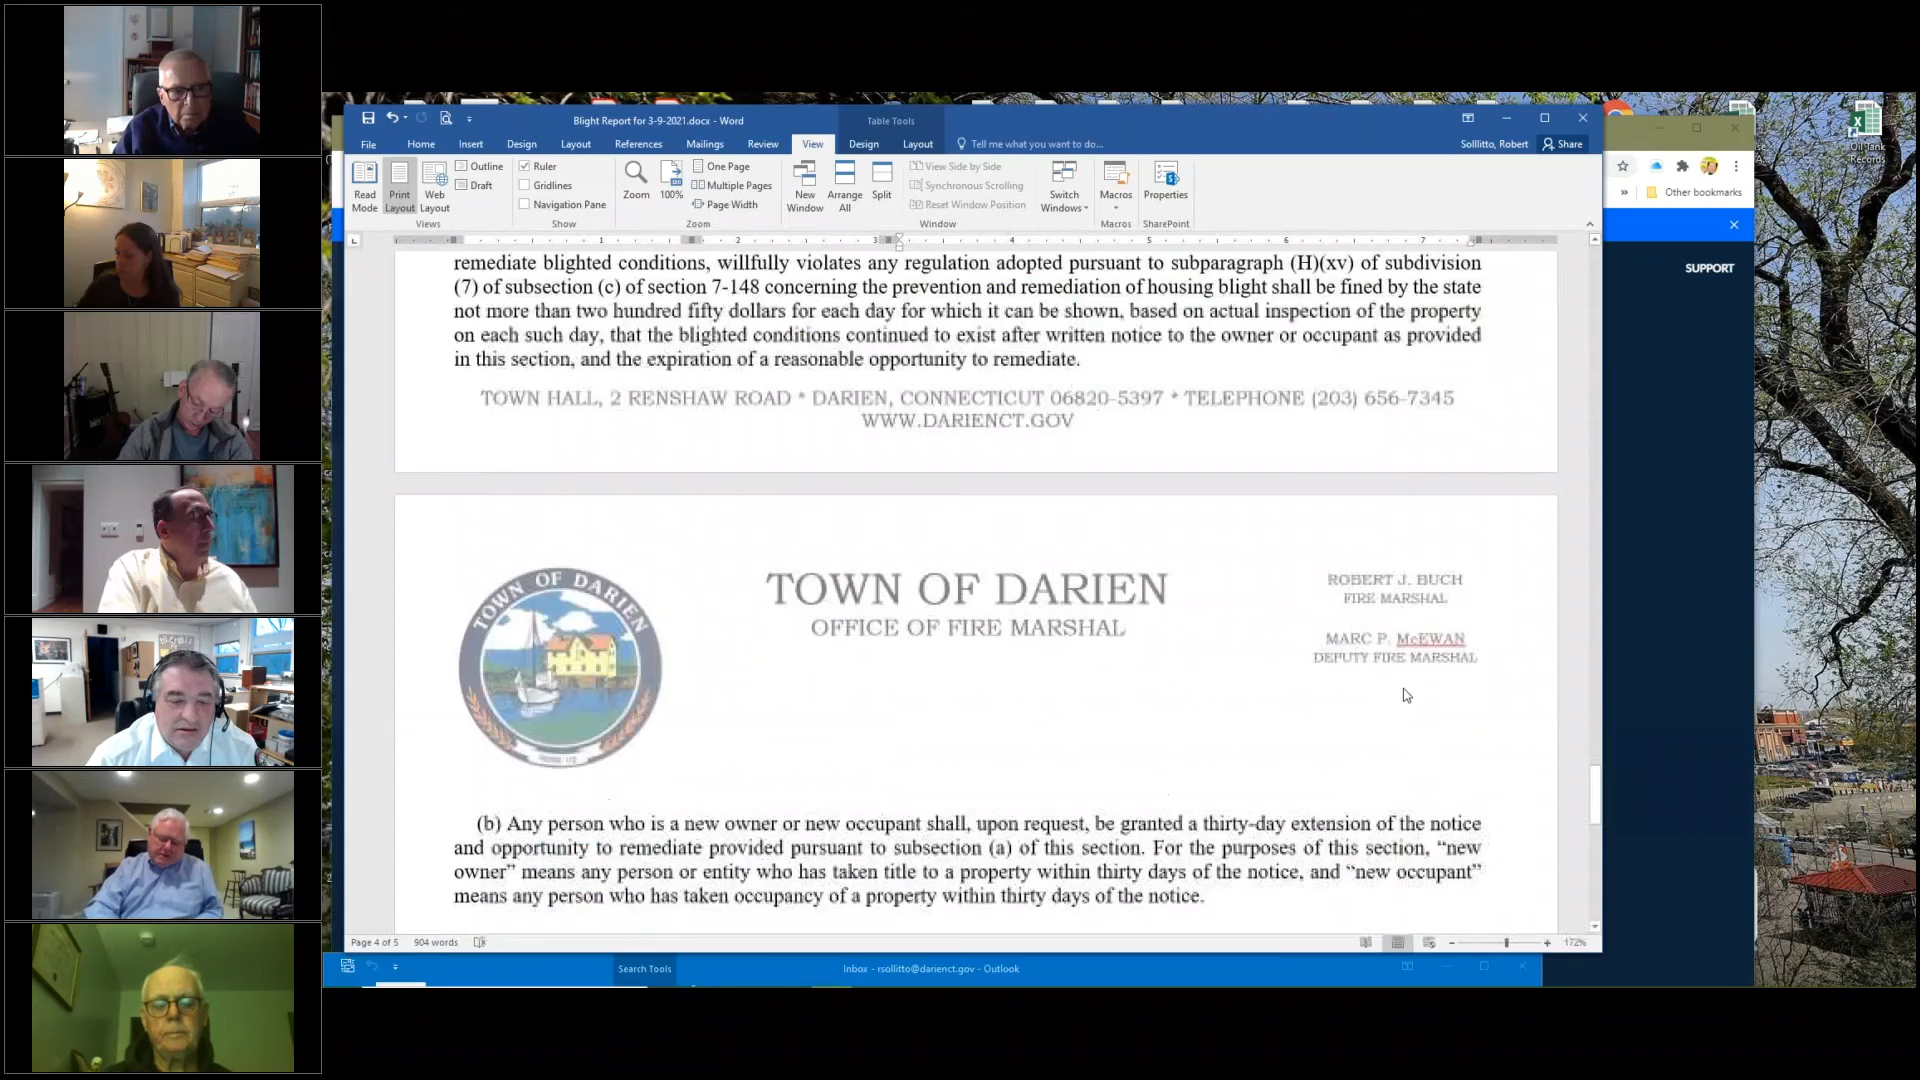 Blight Report for 3-9-2021.docx - Word
Table Tools
File
Home
Insert
Design
Layout
References
Mailings
Review
View
Design
Layout
Tell me what you want to do...
Sollitto, Robert
Share
Read Mode
Print Layout
Web Layout
Outline
Draft
Views
Ruler
Gridlines
Navigation Pane
Show
Zoom
100%
One Page
Multiple Pages
Page Width
Zoom
New Window
Arrange All
Split
View Side by Side
Synchronous Scrolling
Reset Window Position
Window
Switch Windows
Macros
Macros
Properties
SharePoint
Other bookmarks
SUPPORT
Oil Tank Records
1 2 3 4 5 6 7
remediate blighted conditions, willfully violates any regulation adopted pursuant to subparagraph (H)(xv) of subdivision
(7) of subsection (c) of section 7-148 concerning the prevention and remediation of housing blight shall be fined by the state
not more than two hundred fifty dollars for each day for which it can be shown, based on actual inspection of the property
on each such day, that the blighted conditions continued to exist after written notice to the owner or occupant as provided
in this section, and the expiration of a reasonable opportunity to remediate.
TOWN HALL, 2 RENSHAW ROAD * DARIEN, CONNECTICUT 06820-5397 * TELEPHONE (203) 656-7345
WWW.DARIENCT.GOV
TOWN OF DARIEN
TOWN OF DARIEN
OFFICE OF FIRE MARSHAL
ROBERT J. BUCH
FIRE MARSHAL
MARC P. McEWAN
DEPUTY FIRE MARSHAL
(b) Any person who is a new owner or new occupant shall, upon request, be granted a thirty-day extension of the notice
and opportunity to remediate provided pursuant to subsection (a) of this section. For the purposes of this section, “new
owner” means any person or entity who has taken title to a property within thirty days of the notice, and “new occupant”
means any person who has taken occupancy of a property within thirty days of the notice.
Page 4 of 5
904 words
172%
Search Tools
Inbox - rsollitto@darienct.gov - Outlook